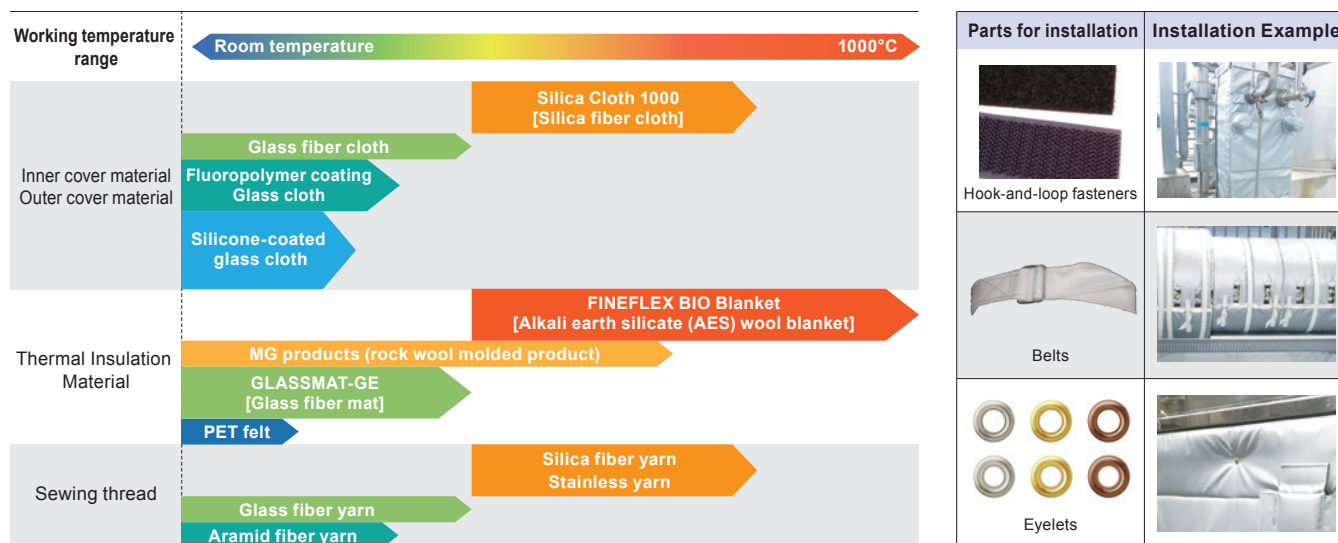 Working temperature
range
Room temperature
1000°C
Inner cover material
Outer cover material
Silica Cloth 1000
[Silica fiber cloth]
Glass fiber cloth
Fluoropolymer coating
Glass cloth
Silicone-coated
glass cloth
Thermal Insulation
Material
FINEFLEX BIO Blanket
[Alkali earth silicate (AES) wool blanket]
MG products (rock wool molded product)
GLASSMAT-GE
[Glass fiber mat]
PET felt
Sewing thread
Silica fiber yarn
Stainless yarn
Glass fiber yarn
Aramid fiber yarn
Parts for installation
Installation Example
Hook-and-loop fasteners
Belts
Eyelets